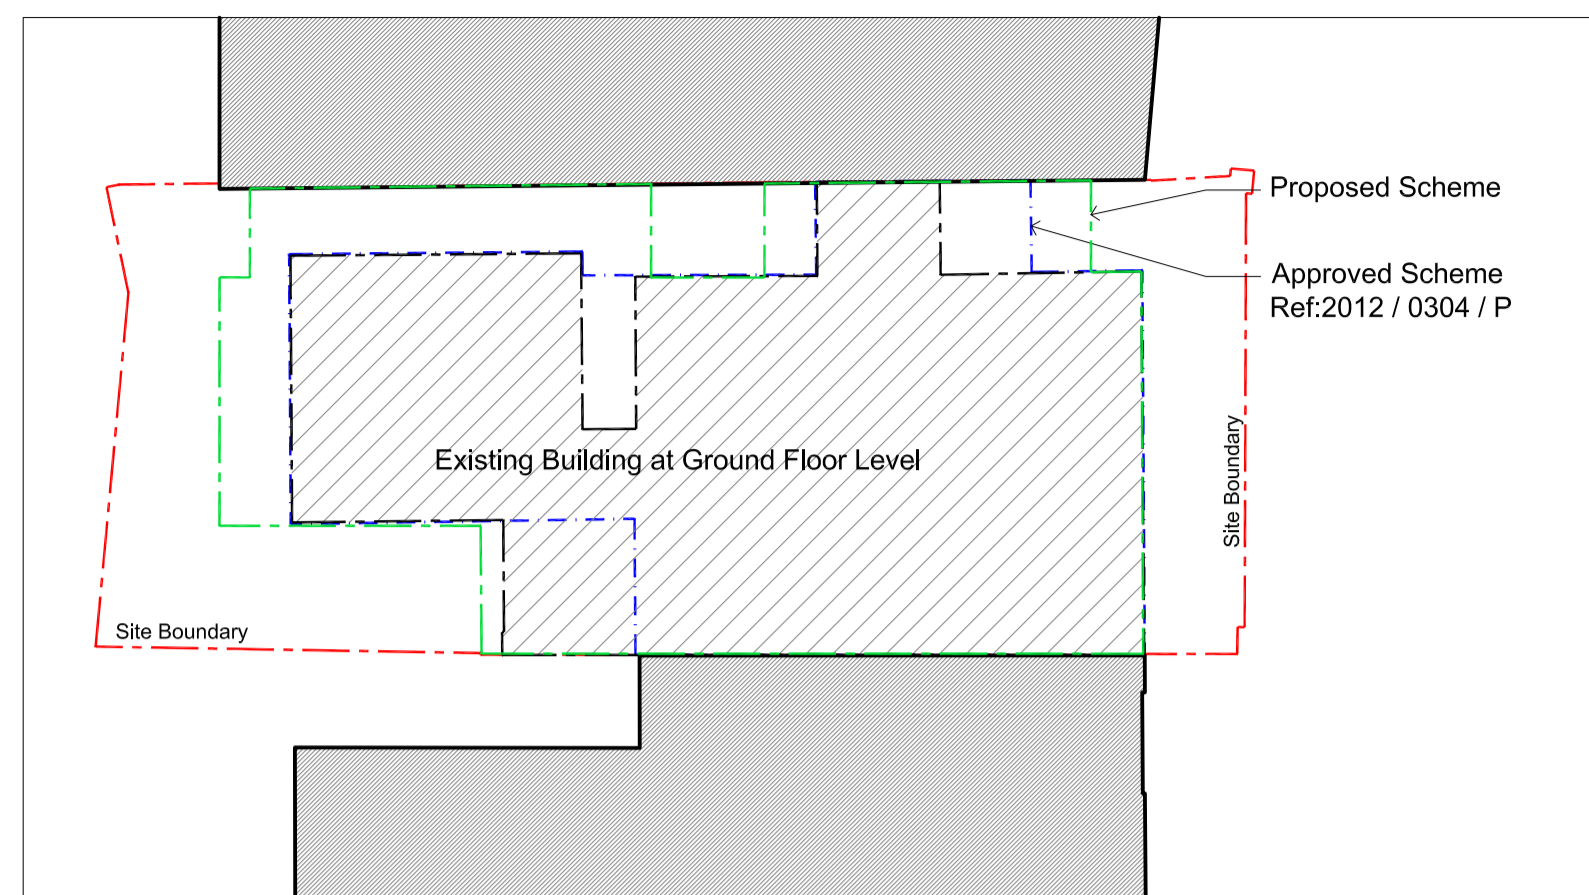 Proposed Scheme
Approved Scheme
Ref:2012 / 0304 / P
Existing Building at Ground Floor Level
Site Boundary
Site Boundary